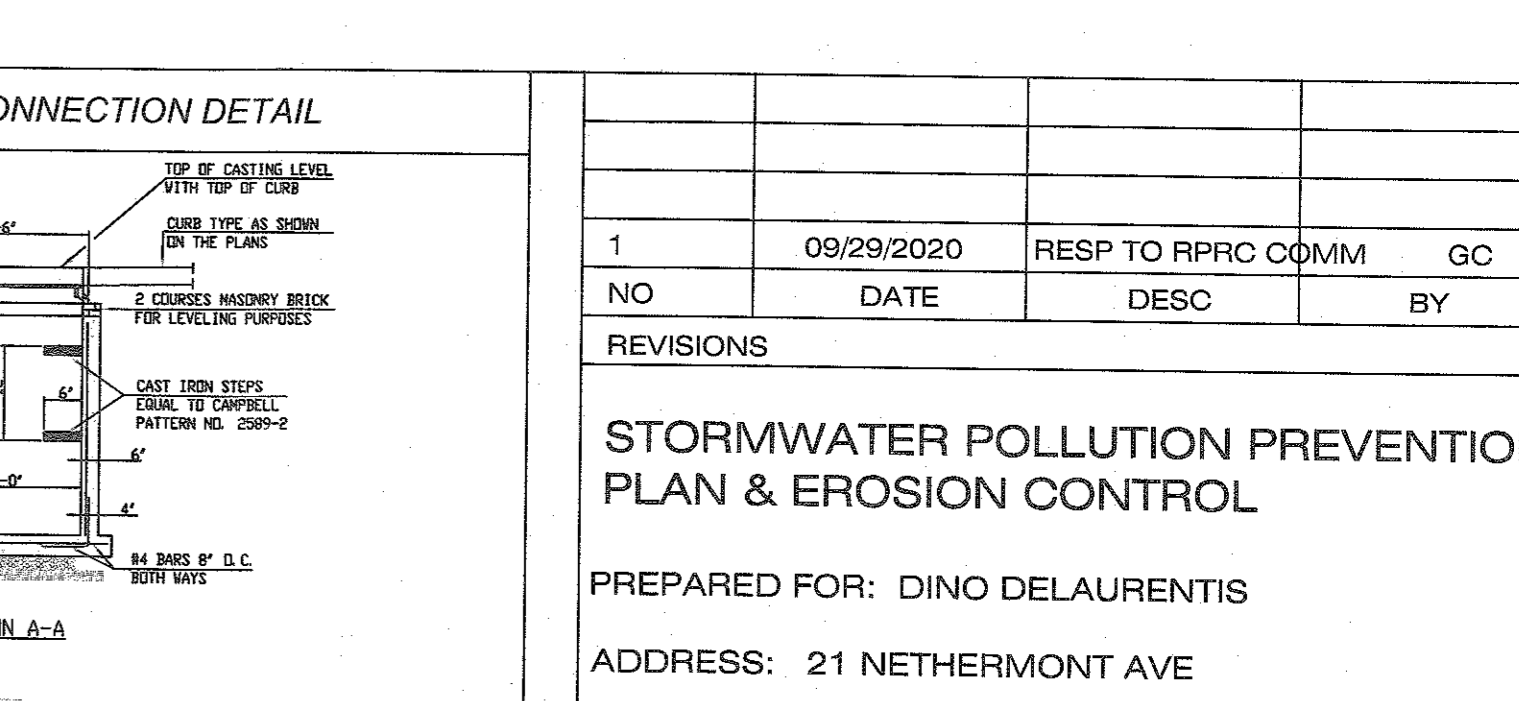 ONNECTION DETAIL
TOP OF CASTING LEVEL
WITH TOP OF CURB
CURB TYPE AS SHOWN
ON THE PLANS
2 COURSES MASONRY BRICK
FOR LEVELING PURPOSES
CAST IRON STEPS
EQUAL TO CAMPBELL
PATTERN NO. 2589-2
-6"
6"
6"
-0"
4"
#4 BARS 8" O.C.
BOTH WAYS
IN A-A
1 09/29/2020 RESP TO RPRC COMM GC
NO DATE DESC BY
REVISIONS
STORMWATER POLLUTION PREVENTIO
PLAN & EROSION CONTROL
PREPARED FOR: DINO DELAURENTIS
ADDRESS: 21 NETHERMONT AVE